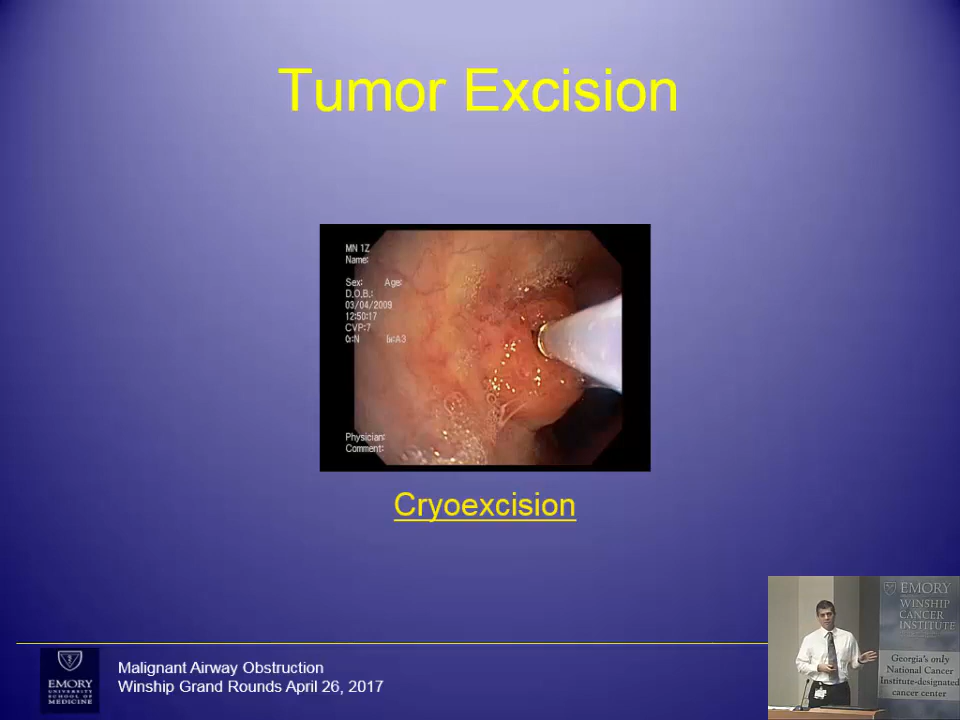 Tumor Excision
MN 1Z
Name:
Sex: Age:
D.O.B.:
03/04/2009
12:50:17
CVP:7
Physician:
Comment:
Cryoexcision
EMORY
UNIVERSITY
SCHOOL OF
MEDICINE
Malignant Airway Obstruction
Winship Grand Rounds April 26, 2017
EMORY
WINSHIP
CANCER
INSTITUTE
Georgia's only
National Cancer
Institute-designated
cancer center